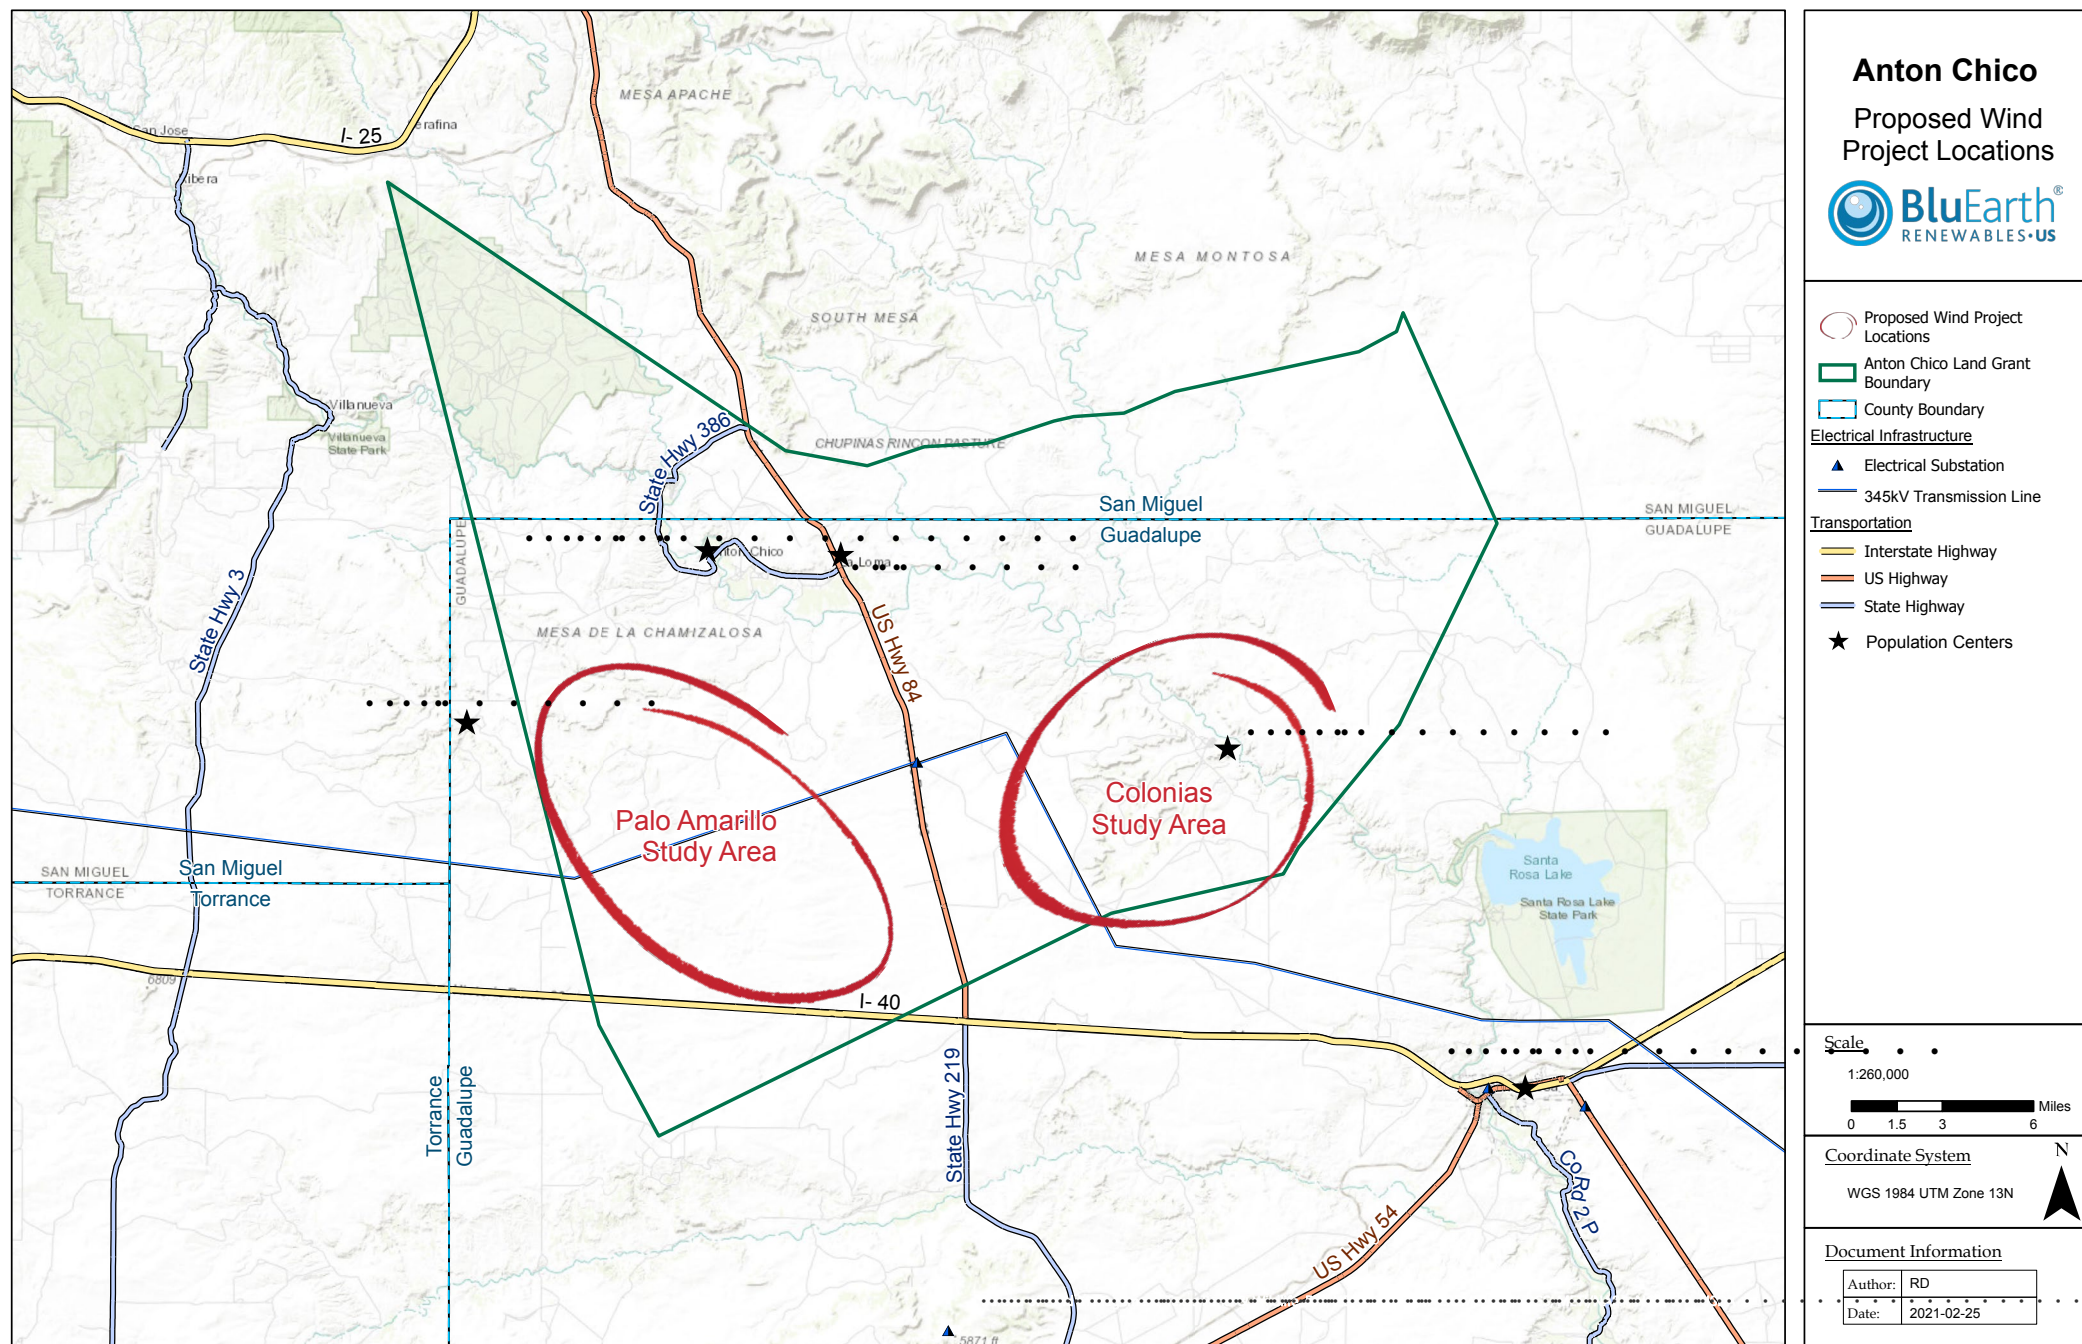 Anton Chico
Proposed Wind
Project Locations
BluEarth®
RENEWABLES•US
Proposed Wind Project
Locations
Anton Chico Land Grant
Boundary
County Boundary
Electrical Infrastructure
Electrical Substation
345kV Transmission Line
Transportation
Interstate Highway
US Highway
State Highway
Population Centers
Scale
1:260,000
Miles
0 1.5 3 6
Coordinate System
N
WGS 1984 UTM Zone 13N
Document Information
Author: RD
Date: 2021-02-25
MESA APACHE
San Jose
I- 25
Ribera
MESA MONTOSA
SOUTH MESA
Villanueva
Villanueva
State Park
State Hwy 386
CHUPINAS RINCON PASTURE
San Miguel
Guadalupe
SAN MIGUEL
GUADALUPE
GUADALUPE
State Hwy 3
MESA DE LA CHAMIZALOSA
US Hwy 84
Palo Amarillo
Study Area
Colonias
Study Area
SAN MIGUEL
TORRANCE
San Miguel
Torrance
Santa
Rosa Lake
Santa Rosa Lake
State Park
6809
I- 40
Torrance
Guadalupe
State Hwy 219
Co Rd 2 P
US Hwy 54
5871 ft